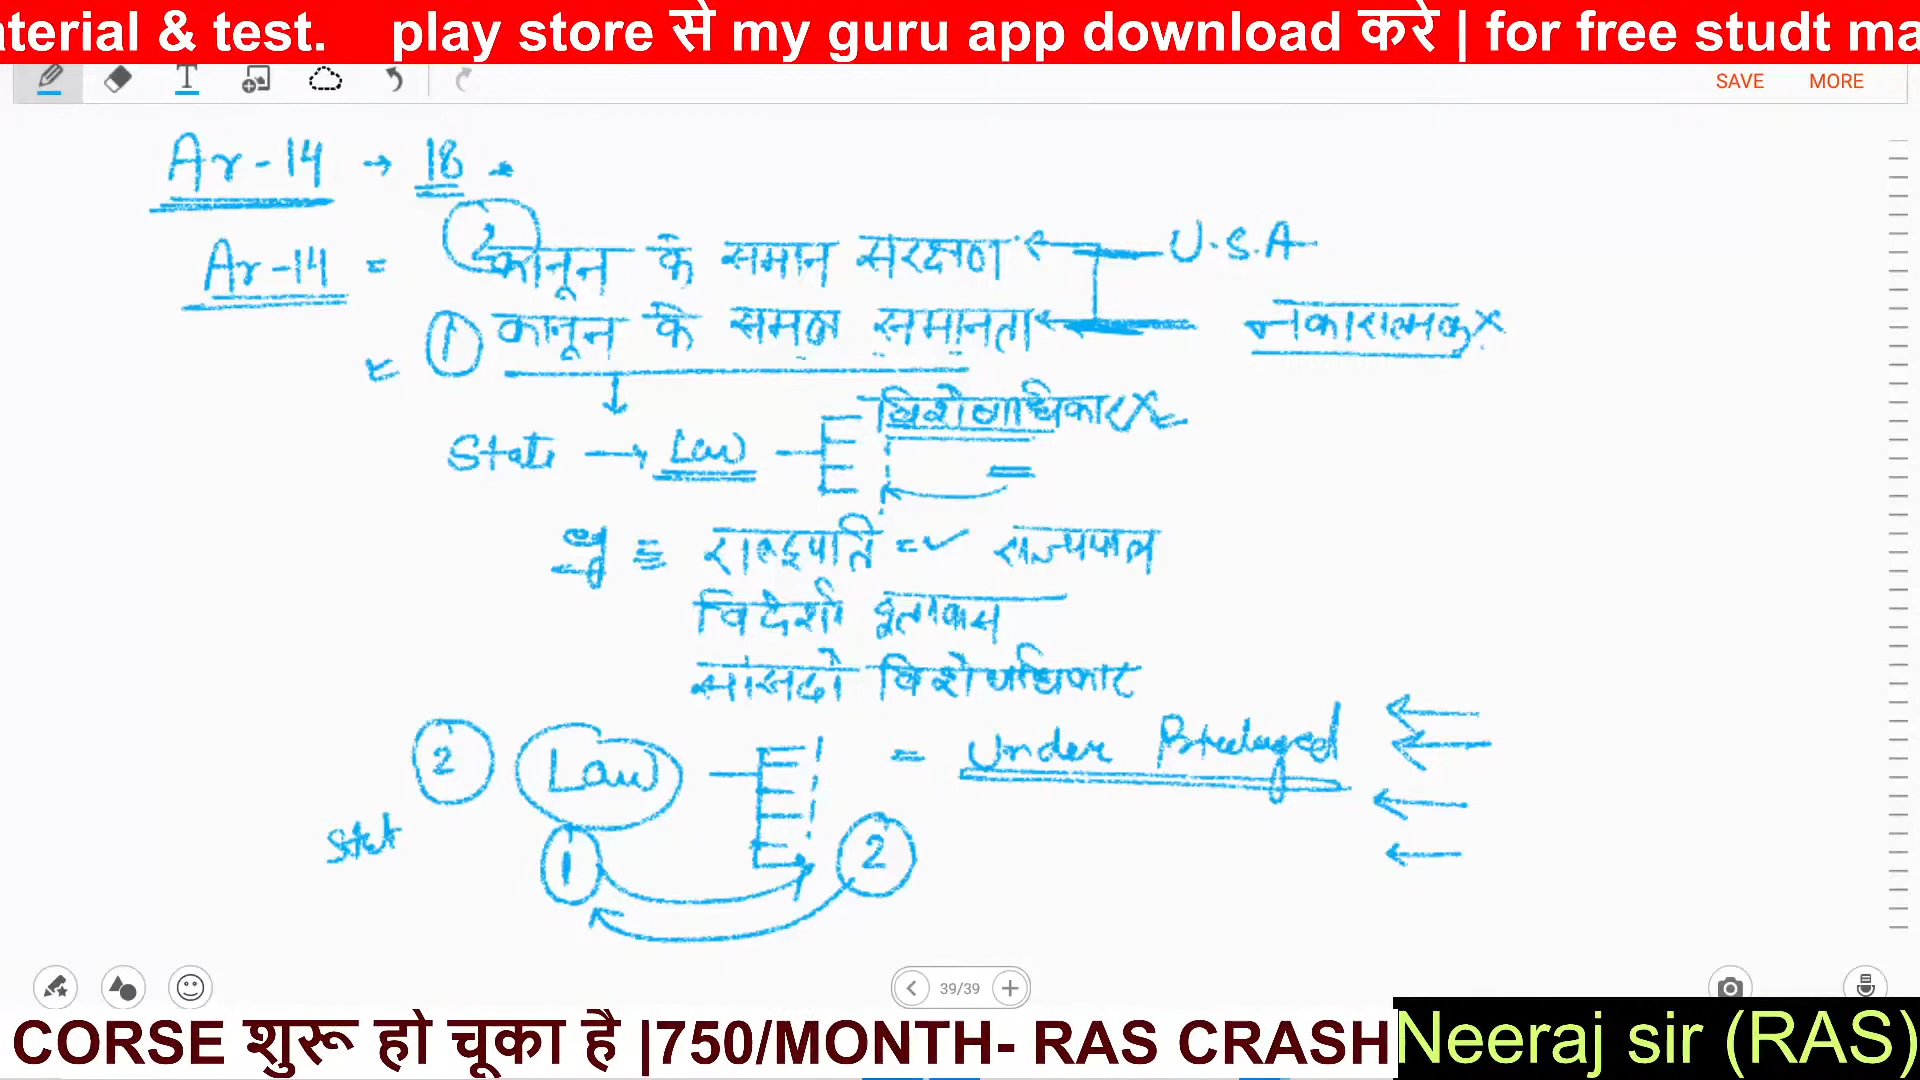 aterial & test. play store से my guru app download करे | for free studt ma
SAVE MORE
Ar-14 → 18
Ar-14 = 2 कानून के समान संरक्षण ← U.S.A
1 कानून के समक्ष समानता ← नकारात्मक x
विशेषाधिकार x
State → Law
राष्ट्रपति = ✓ राज्यपाल
विदेशी दूतावास
सांसदो विशेषाधिकार
2 Law = Under
Stat
1 2
39/39
CORSE शुरू हो चूका है |750/MONTH- RAS CRASH
Neeraj sir (RAS)